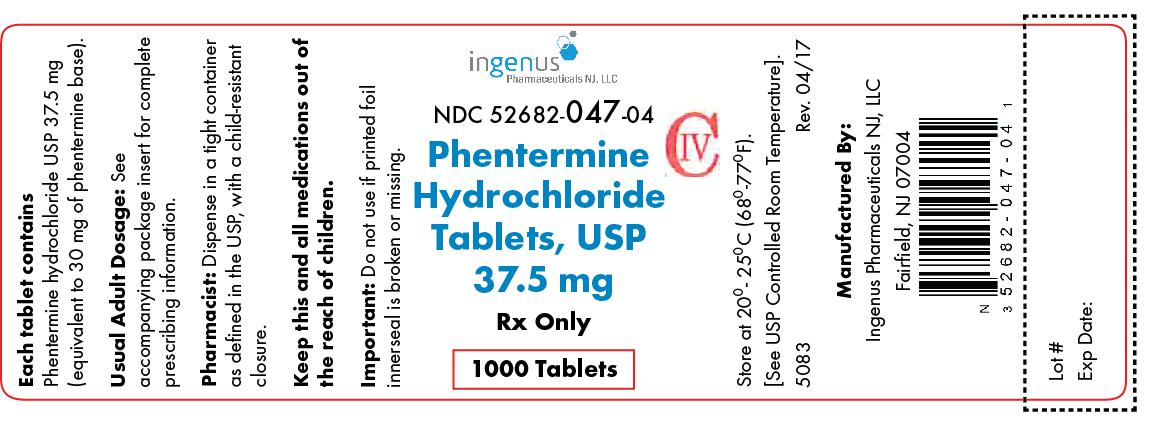 Each tablet contains
Phentermine hydrochloride USP 37.5 mg
(equivalent to 30 mg of phentermine base).
Usual Adult Dosage: See
accompanying package insert for complete
prescribing information.
Pharmacist: Dispense in a tight container
as defined in the USP, with a child-resistant
closure.
Keep this and all medications out of
the reach of children.
Important: Do not use if printed foil
innerseal is broken or missing.
ingenus
Pharmaceuticals NJ, LLC
NDC 52682-047-04
CIV
Phentermine
Hydrochloride
Tablets, USP
37.5 mg
Rx Only
1000 Tablets
Store at 20⁰- 25⁰C (68⁰-77⁰F).
[See USP Controlled Room Temperature].
5083 Rev. 04/17
Manufactured By:
Ingenus Pharmaceuticals NJ, LLC
Fairfield, NJ 07004
N
3 52682-047-04 1
Lot #
Exp Date: